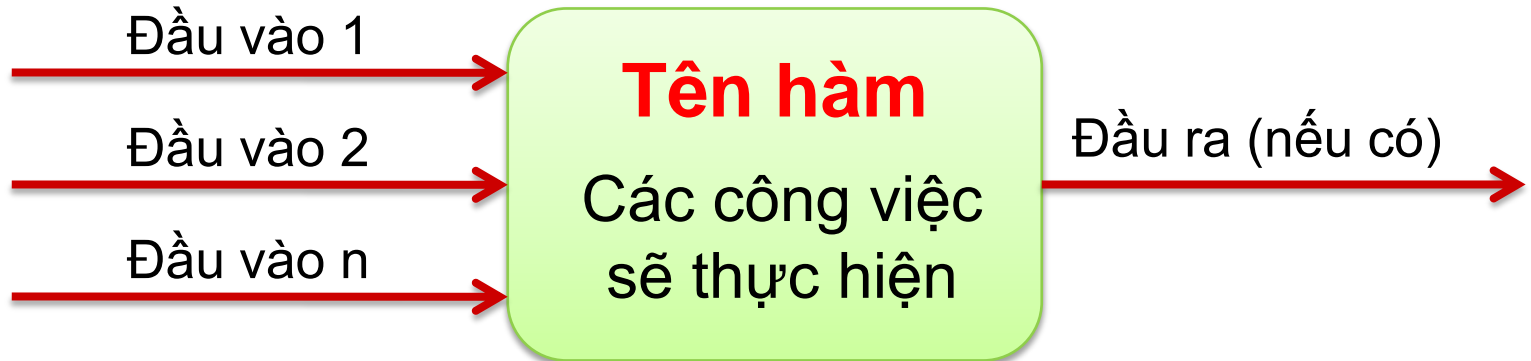 Đầu vào 1
Đầu vào 2
Đầu vào n
Tên hàm
Các công việc
sẽ thực hiện
Đầu ra (nếu có)